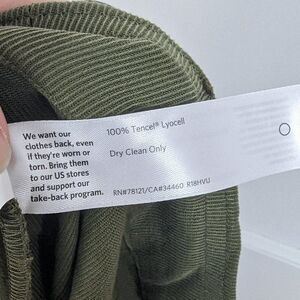 We want our
clothes back, even
if they're worn or
torn. Bring them
to our US stores
and support our
take-back program.
100% Tencel® Lyocell
Dry Clean Only
RN#78121/CA#34460 R18HVU